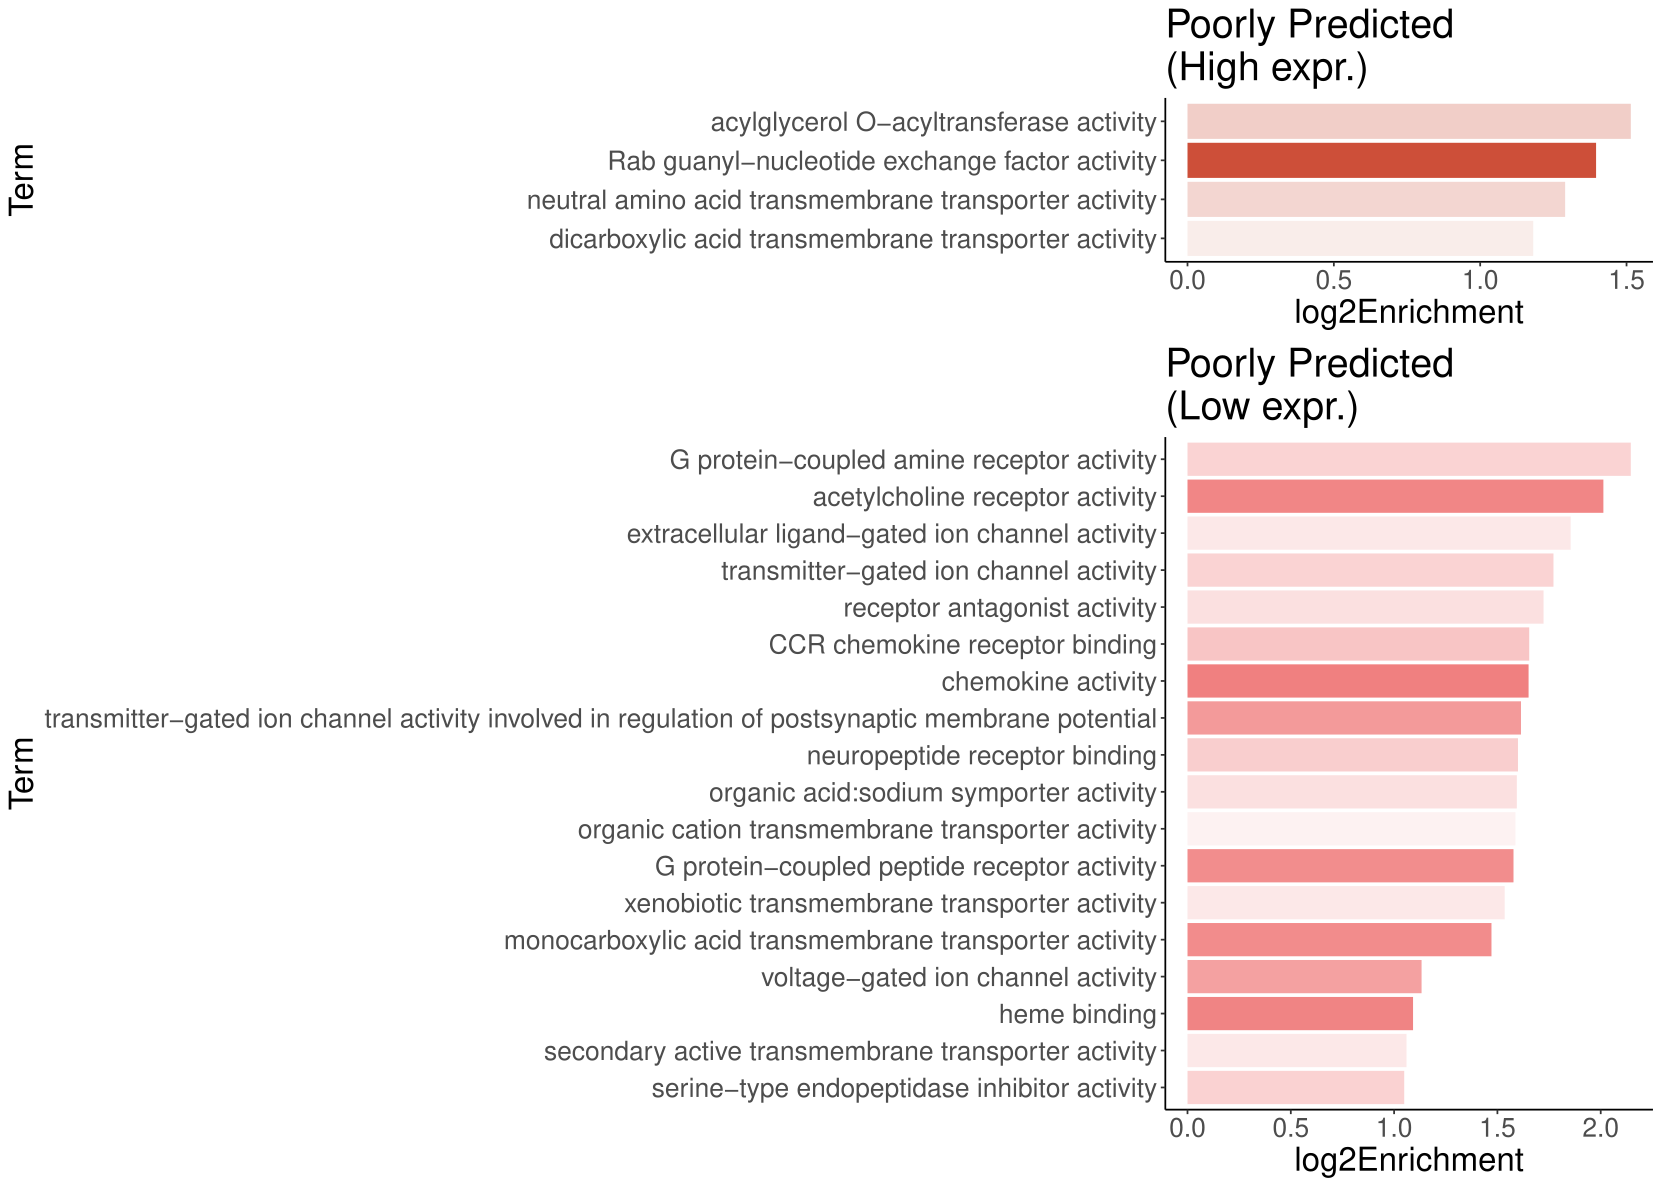 Poorly Predicted
(High expr.)
Term
acylglycerol O−acyltransferase activity
Rab guanyl−nucleotide exchange factor activity
neutral amino acid transmembrane transporter activity
dicarboxylic acid transmembrane transporter activity
0.0 0.5 1.0 1.5
log2Enrichment
Poorly Predicted
(Low expr.)
Term
G protein−coupled amine receptor activity
acetylcholine receptor activity
extracellular ligand−gated ion channel activity
transmitter−gated ion channel activity
receptor antagonist activity
CCR chemokine receptor binding
chemokine activity
transmitter−gated ion channel activity involved in regulation of postsynaptic membrane potential
neuropeptide receptor binding
organic acid:sodium symporter activity
organic cation transmembrane transporter activity
G protein−coupled peptide receptor activity
xenobiotic transmembrane transporter activity
monocarboxylic acid transmembrane transporter activity
voltage−gated ion channel activity
heme binding
secondary active transmembrane transporter activity
serine−type endopeptidase inhibitor activity
0.0 0.5 1.0 1.5 2.0
log2Enrichment